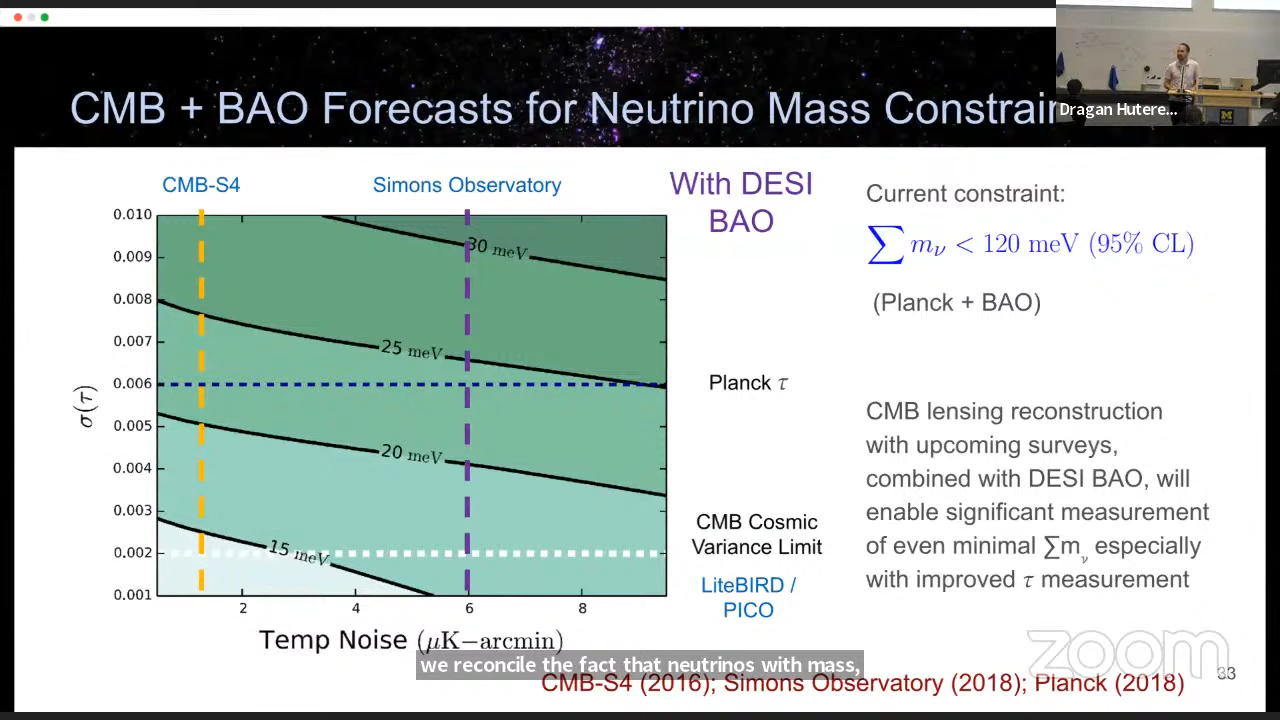 CMB + BAO Forecasts for Neutrino Mass Constrain
Dragan Hutere...
CMB-S4
Simons Observatory
With DESI
BAO
0.010
0.009
0.008
0.007
0.006
0.005
0.004
0.003
0.002
0.001
σ(τ)
30 meV
25 meV
20 meV
15 meV
2
4
6
8
Temp Noise (μK−arcmin)
Planck τ
CMB Cosmic
Variance Limit
LiteBIRD /
PICO
Current constraint:
∑ mν < 120 meV (95% CL)
(Planck + BAO)
CMB lensing reconstruction
with upcoming surveys,
combined with DESI BAO, will
enable significant measurement
of even minimal ∑mν especially
with improved τ measurement
we reconcile the fact that neutrinos with mass,
CMB-S4 (2016); Simons Observatory (2018); Planck (2018)
zoom
33